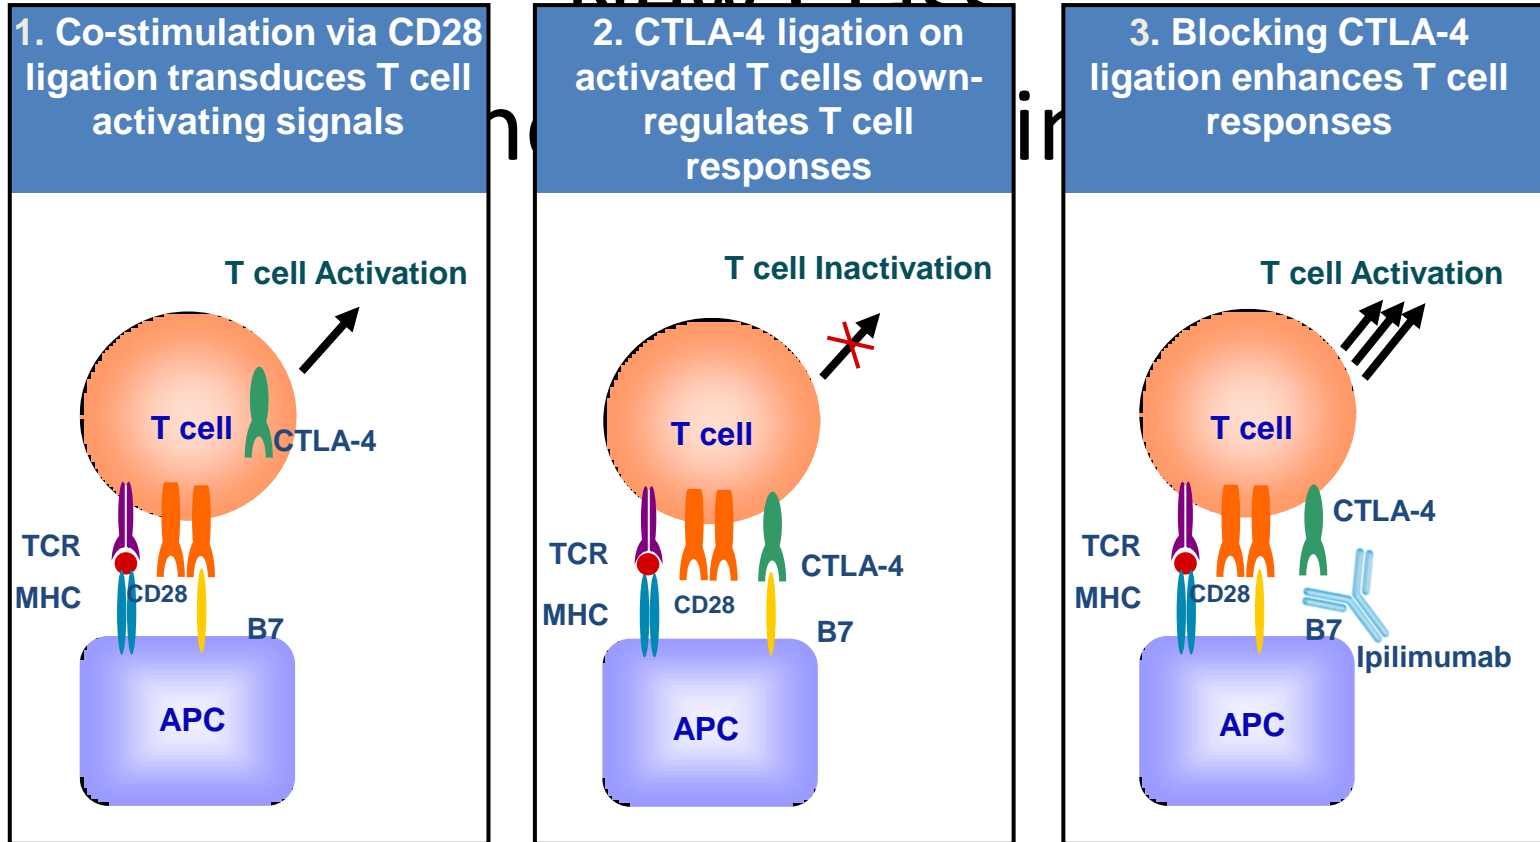 1. Co-stimulation via CD28
ligation transduces T cell
activating signals
T cell Activation
T cell
CTLA-4
TCR
MHC
CD28
B7
APC
2. CTLA-4 ligation on
activated T cells down-
regulates T cell
responses
T cell Inactivation
T cell
TCR
CTLA-4
MHC
CD28
B7
APC
3. Blocking CTLA-4
ligation enhances T cell
responses
T cell Activation
T cell
CTLA-4
TCR
MHC
CD28
B7
Ipilimumab
APC